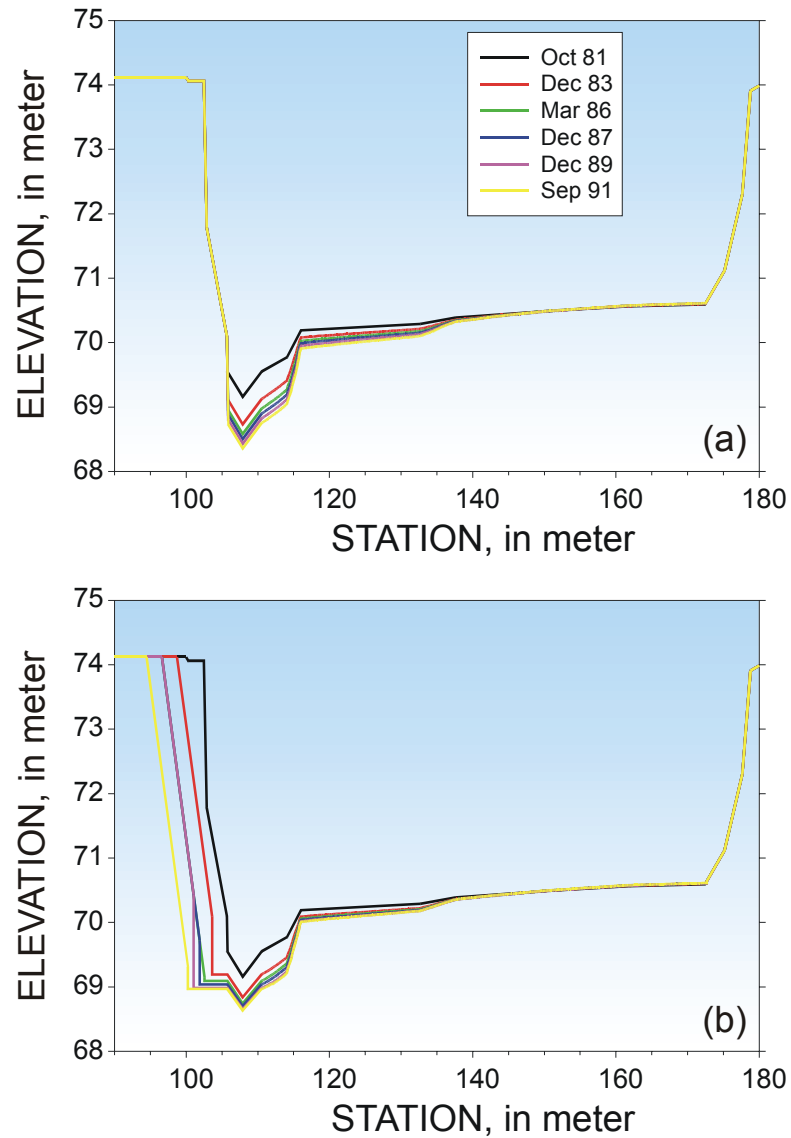 75
74
73
72
71
70
69
68
ELEVATION, in meter
Oct 81
Dec 83
Mar 86
Dec 87
Dec 89
Sep 91
(a)
100
120
140
160
180
STATION, in meter
75
74
73
72
71
70
69
68
ELEVATION, in meter
(b)
100
120
140
160
180
STATION, in meter